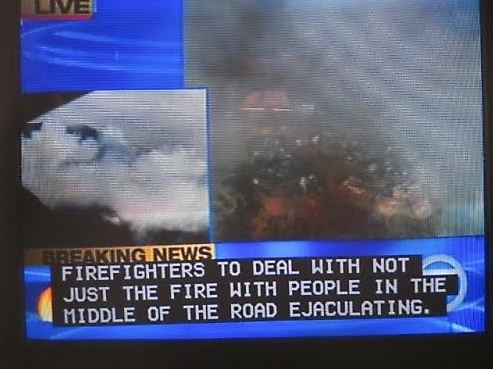 LIVE
BREAKING NEWS
FIREFIGHTERS TO DEAL WITH NOT
JUST THE FIRE WITH PEOPLE IN THE
MIDDLE OF THE ROAD EJACULATING.